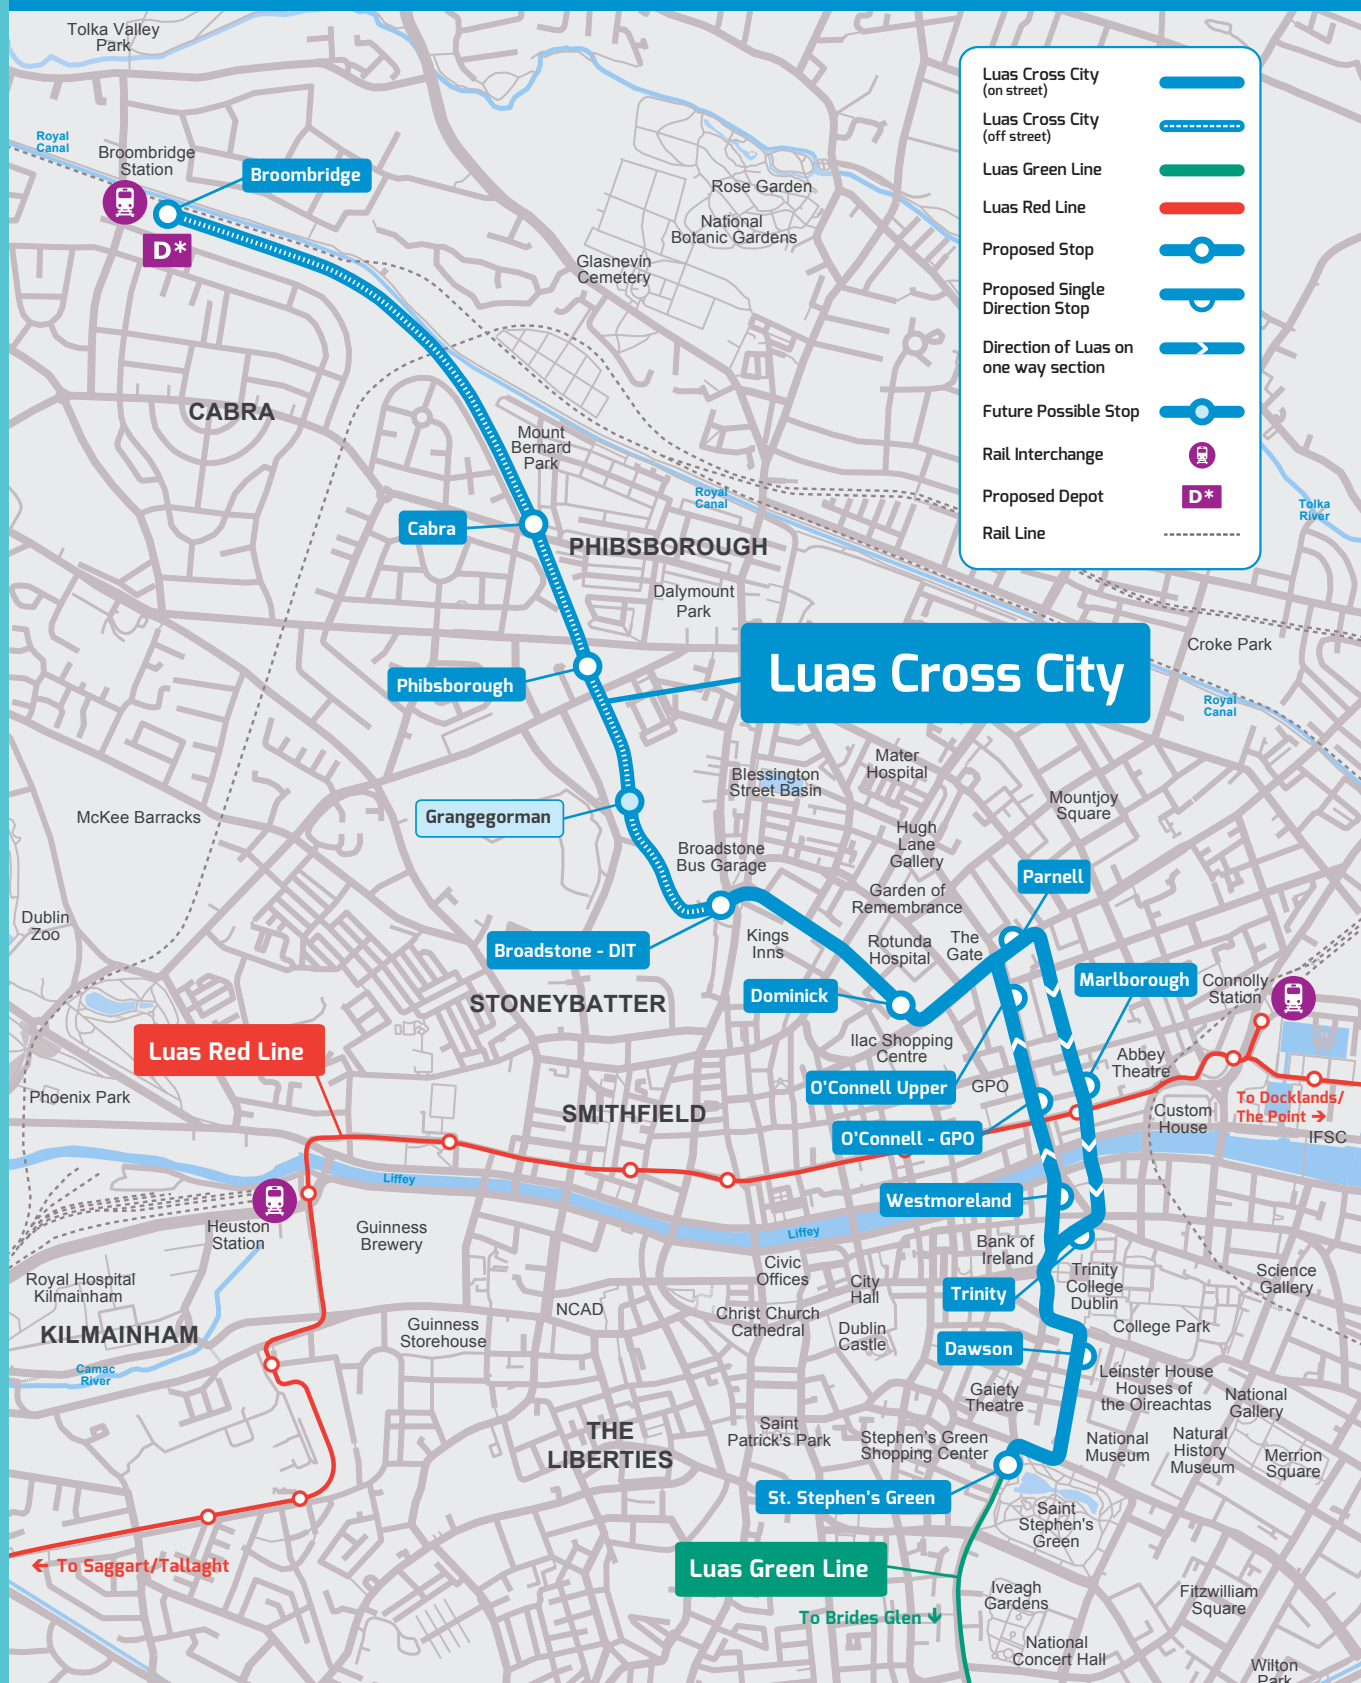 Tolka Valley
Park
Royal
Canal
Broombridge
Station
Broombridge
D*
Rose Garden
National
Botanic Gardens
Glasnevin
Cemetery
Luas Cross City
(on street)
Luas Cross City
(off street)
Luas Green Line
Luas Red Line
Proposed Stop
Proposed Single
Direction Stop
Direction of Luas on
one way section
Future Possible Stop
Rail Interchange
Proposed Depot
D*
Rail Line
CABRA
Mount
Bernard
Park
Royal
Canal
Tolka
River
Cabra
PHIBSBOROUGH
Dalymount
Park
Croke Park
Luas Cross City
Phibsborough
Royal
Canal
Mater
Hospital
Blessington
Street Basin
Mountjoy
Square
McKee Barracks
Grangegorman
Hugh
Lane
Gallery
Broadstone
Bus Garage
Parnell
Garden of
Remembrance
Dublin
Zoo
Broadstone - DIT
Kings
Inns
Rotunda
Hospital
The
Gate
Marlborough
Connolly
Station
Dominick
STONEYBATTER
Luas Red Line
Ilac Shopping
Centre
Abbey
Theatre
O'Connell Upper
GPO
Phoenix Park
SMITHFIELD
To Docklands/
The Point →
Custom
House
O'Connell - GPO
IFSC
Liffey
Westmoreland
Heuston
Station
Guinness
Brewery
Liffey
Bank of
Ireland
Civic
Offices
Royal Hospital
Kilmainham
City
Hall
Trinity
College
Dublin
Science
Gallery
Trinity
NCAD
Christ Church
Cathedral
Guinness
Storehouse
KILMAINHAM
Dublin
Castle
College Park
Dawson
Camac
River
Leinster House
Houses of
the Oireachtas
Gaiety
Theatre
National
Gallery
THE
LIBERTIES
Saint
Patrick's Park
Stephen's Green
Shopping Center
National
Museum
Natural
History
Museum
Merrion
Square
St. Stephen's Green
Saint
Stephen's
Green
← To Saggart/Tallaght
Luas Green Line
To Brides Glen ↓
Iveagh
Gardens
Fitzwilliam
Square
National
Concert Hall
Wilton
Park